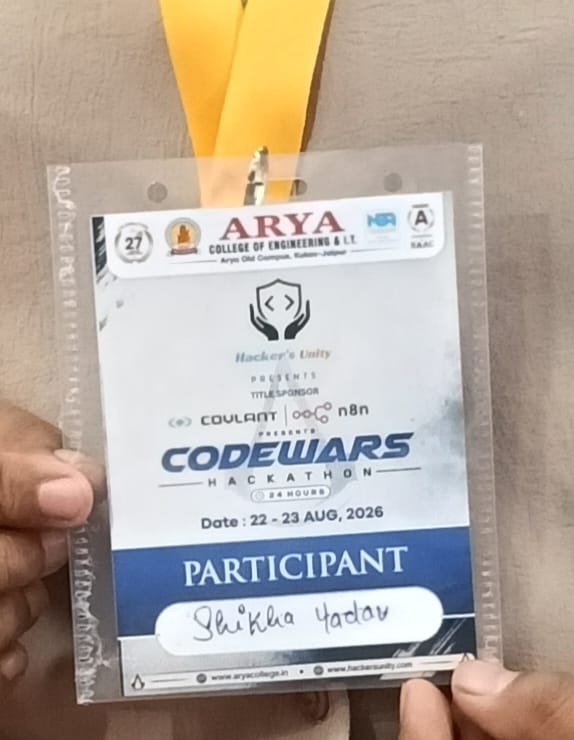 27
ARYA
COLLEGE OF ENGINEERING & I.T.
Arya Old Campus, Kukas-Jaipur
A
Hacker's Unity
PRESENTS
TITLE SPONSOR
COVLANT | n8n
PRESENTS
CODEWARS
HACKATHON
24 HOURS
Date : 22 - 23 AUG, 2026
PARTICIPANT
Shikha Yadav
www.aryacollege.in • www.hackersunity.com